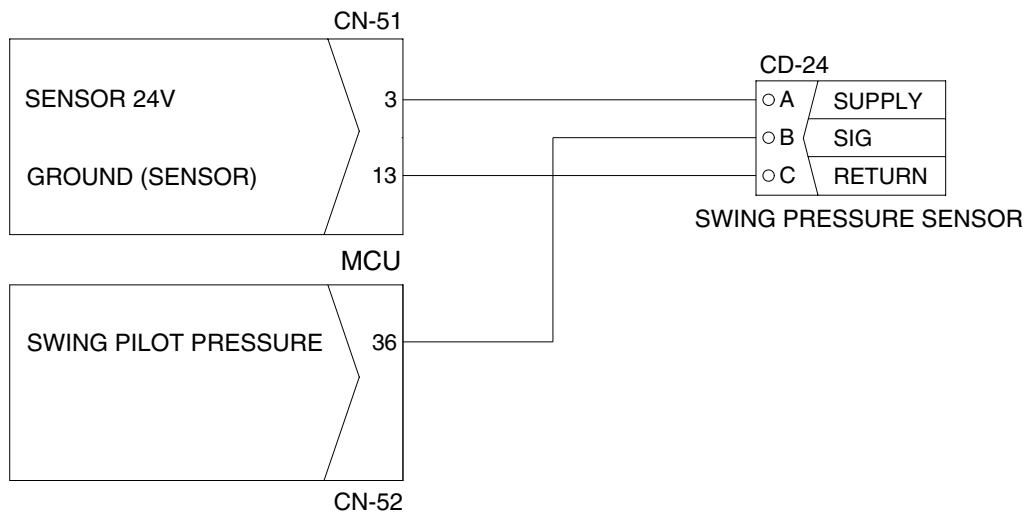 CN-51
CD-24
SENSOR 24V 3
A SUPPLY
B SIG
GROUND (SENSOR) 13
C RETURN
SWING PRESSURE SENSOR
MCU
SWING PILOT PRESSURE 36
CN-52